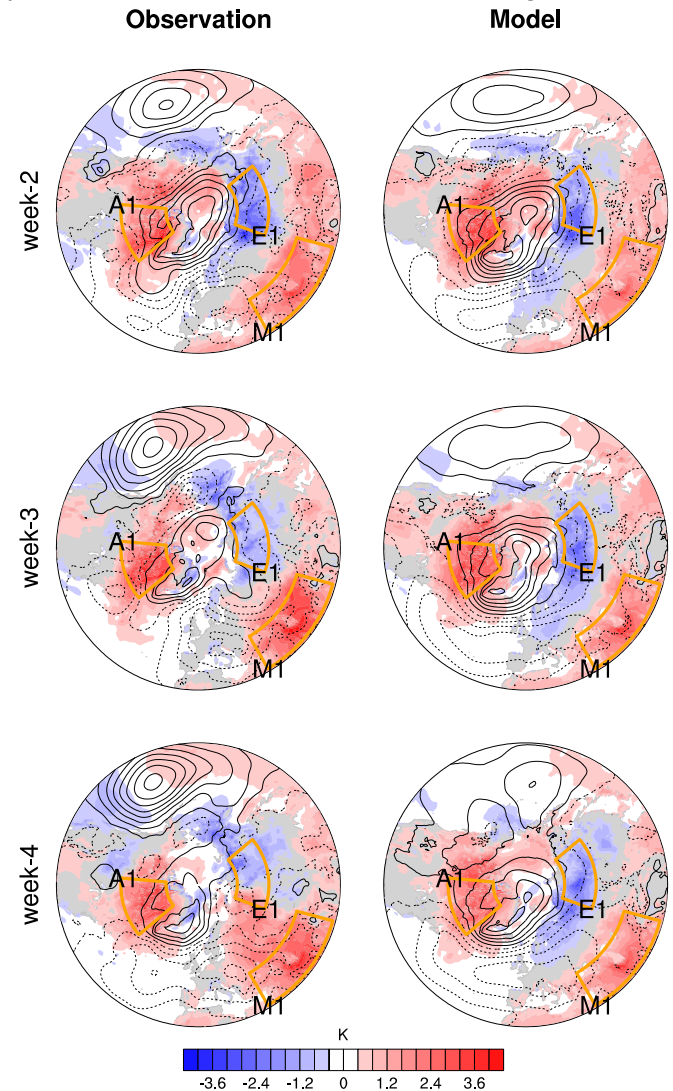 Observation Model
week-2
A1 E1 M1 A1 E1 M1
week-3
A1 E1 M1 A1 E1 M1
week-4
A1 E1 M1 A1 E1 M1
K
-3.6 -2.4 -1.2 0 1.2 2.4 3.6